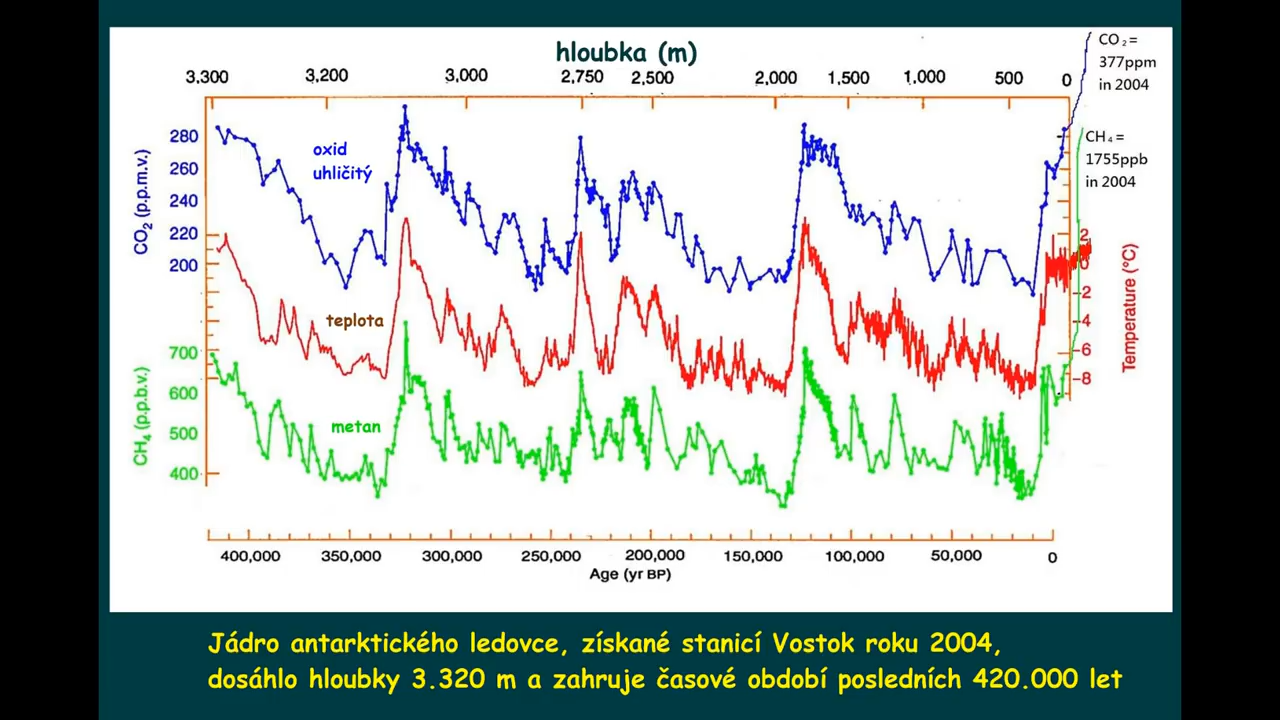 hloubka (m)
3,300 3,200 3,000 2,750 2,500 2,000 1,500 1,000 500 0
CO₂ =
377ppm
in 2004
CH₄ =
1755ppb
in 2004
oxid
uhličitý
CO₂ (p.p.m.v.)
280
260
240
220
200
teplota
Temperature (°C)
2
0
-2
-4
-6
-8
metan
CH₄ (p.p.b.v.)
700
600
500
400
400,000 350,000 300,000 250,000 200,000 150,000 100,000 50,000 0
Age (yr BP)
Jádro antarktického ledovce, získané stanicí Vostok roku 2004,
dosáhlo hloubky 3.320 m a zahruje časové období posledních 420.000 let